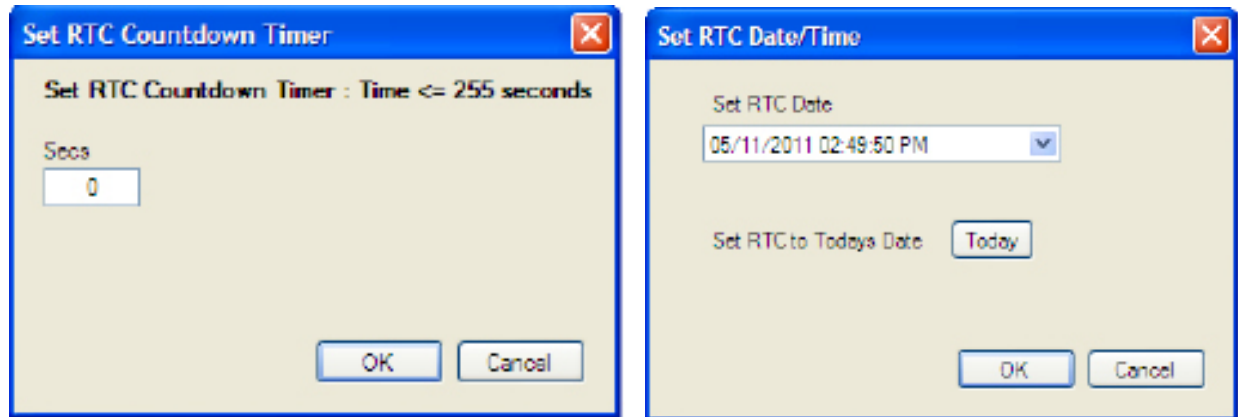 Set RTC Countdown Timer
Set RTC Countdown Timer : Time <= 255 seconds
Secs
0
OK Cancel
Set RTC Date/Time
Set RTC Date
05/11/2011 02:49:50 PM
Set RTC to Todays Date Today
OK Cancel